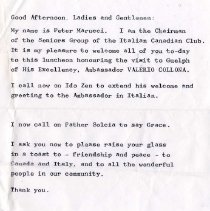 Good Afternoon. Ladies and Gentlemen:
My name is Peter Marucci. I am the Chairman
of the Seniors Group of the Italian Canadian Club.
It is my pleasure to welcome all of you to-day
to this luncheon honouring the visit to Guelph
of His Excellency, Ambassador VALERIO COLLONA.
I call now on Ido Zen to extend his welcome and
greeting to the Ambassador in Italian.
I now call on Father Bolcia to say Grace.
I ask you now to please raise your glass
in a toast to - friendship and peace - to
Canada and Italy, and to all the wonderful
people in our community.
Thank you.